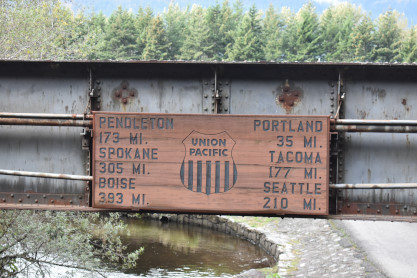 PENDLETON
173 MI.
SPOKANE
305 MI.
BOISE
393 MI.
UNION
PACIFIC
PORTLAND
35 MI.
TACOMA
177 MI.
SEATTLE
210 MI.